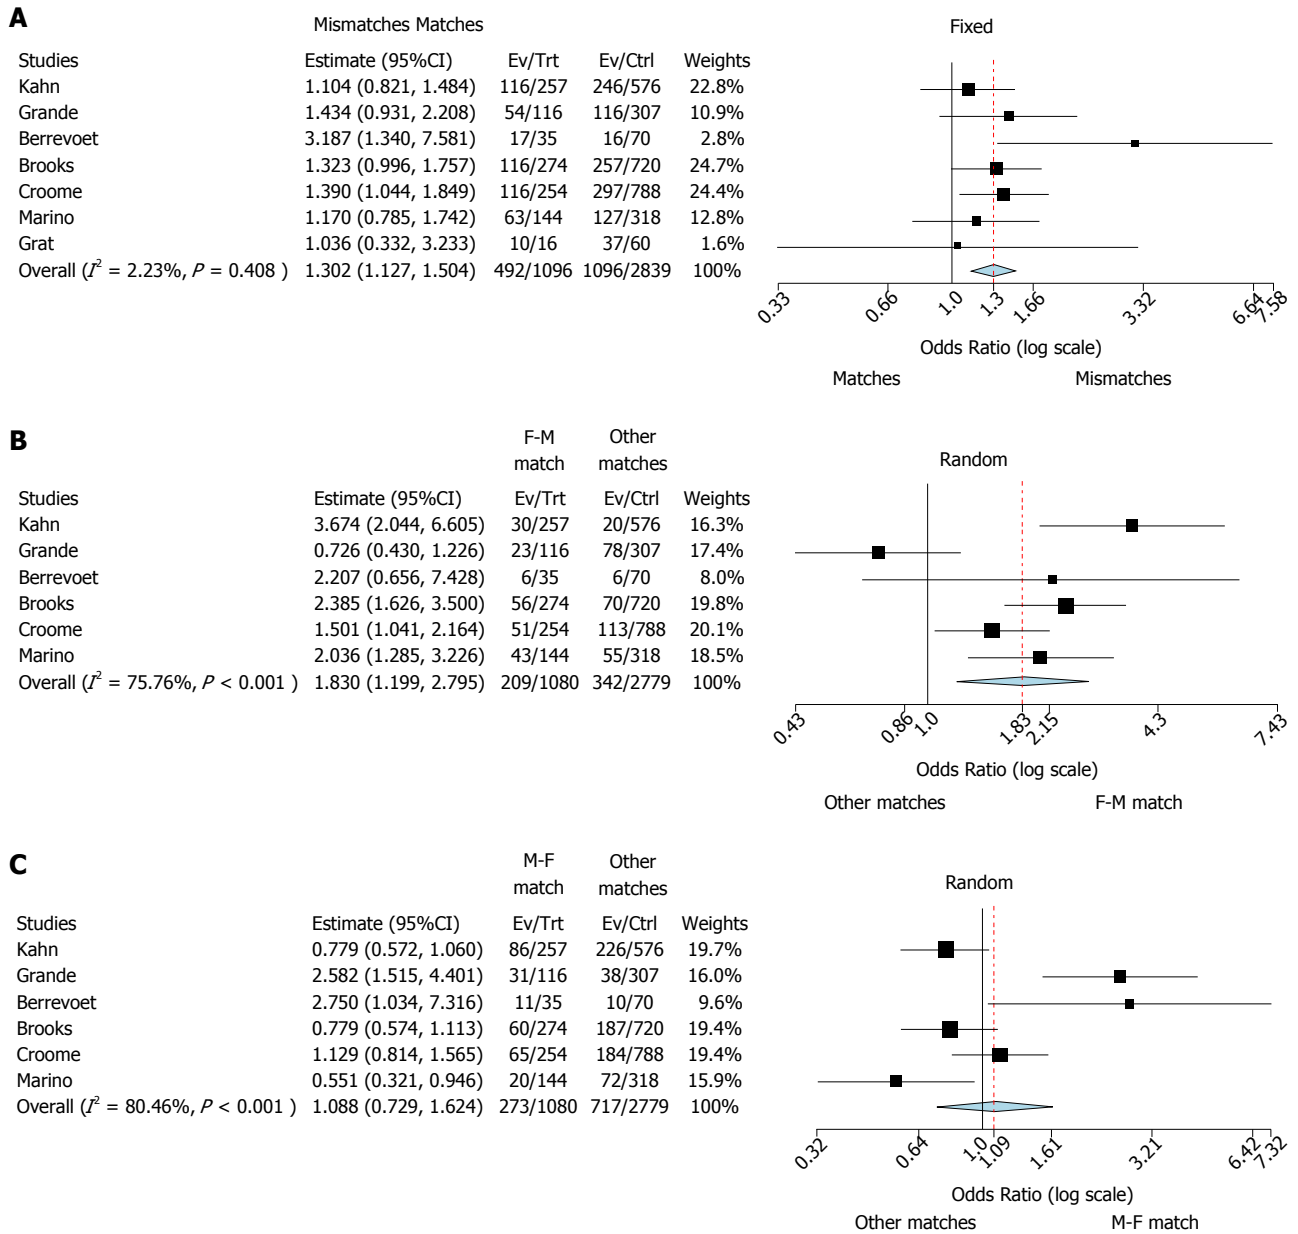 A
Mismatches Matches
Fixed
Studies Estimate (95%CI) Ev/Trt Ev/Ctrl Weights
Kahn 1.104 (0.821, 1.484) 116/257 246/576 22.8%
Grande 1.434 (0.931, 2.208) 54/116 116/307 10.9%
Berrevoet 3.187 (1.340, 7.581) 17/35 16/70 2.8%
Brooks 1.323 (0.996, 1.757) 116/274 257/720 24.7%
Croome 1.390 (1.044, 1.849) 116/254 297/788 24.4%
Marino 1.170 (0.785, 1.742) 63/144 127/318 12.8%
Grat 1.036 (0.332, 3.233) 10/16 37/60 1.6%
Overall (I² = 2.23%, P = 0.408 ) 1.302 (1.127, 1.504) 492/1096 1096/2839 100%
0.33 0.66 1.0 1.3 1.66 3.32 6.64 7.58
Odds Ratio (log scale)
Matches Mismatches
B
F-M Other
match matches
Random
Studies Estimate (95%CI) Ev/Trt Ev/Ctrl Weights
Kahn 3.674 (2.044, 6.605) 30/257 20/576 16.3%
Grande 0.726 (0.430, 1.226) 23/116 78/307 17.4%
Berrevoet 2.207 (0.656, 7.428) 6/35 6/70 8.0%
Brooks 2.385 (1.626, 3.500) 56/274 70/720 19.8%
Croome 1.501 (1.041, 2.164) 51/254 113/788 20.1%
Marino 2.036 (1.285, 3.226) 43/144 55/318 18.5%
Overall (I² = 75.76%, P < 0.001 ) 1.830 (1.199, 2.795) 209/1080 342/2779 100%
0.43 0.86 1.0 1.83 2.15 4.3 7.43
Odds Ratio (log scale)
Other matches F-M match
C
M-F Other
match matches
Random
Studies Estimate (95%CI) Ev/Trt Ev/Ctrl Weights
Kahn 0.779 (0.572, 1.060) 86/257 226/576 19.7%
Grande 2.582 (1.515, 4.401) 31/116 38/307 16.0%
Berrevoet 2.750 (1.034, 7.316) 11/35 10/70 9.6%
Brooks 0.779 (0.574, 1.113) 60/274 187/720 19.4%
Croome 1.129 (0.814, 1.565) 65/254 184/788 19.4%
Marino 0.551 (0.321, 0.946) 20/144 72/318 15.9%
Overall (I² = 80.46%, P < 0.001 ) 1.088 (0.729, 1.624) 273/1080 717/2779 100%
0.32 0.64 1.0 1.09 1.61 3.21 6.42 7.32
Odds Ratio (log scale)
Other matches M-F match